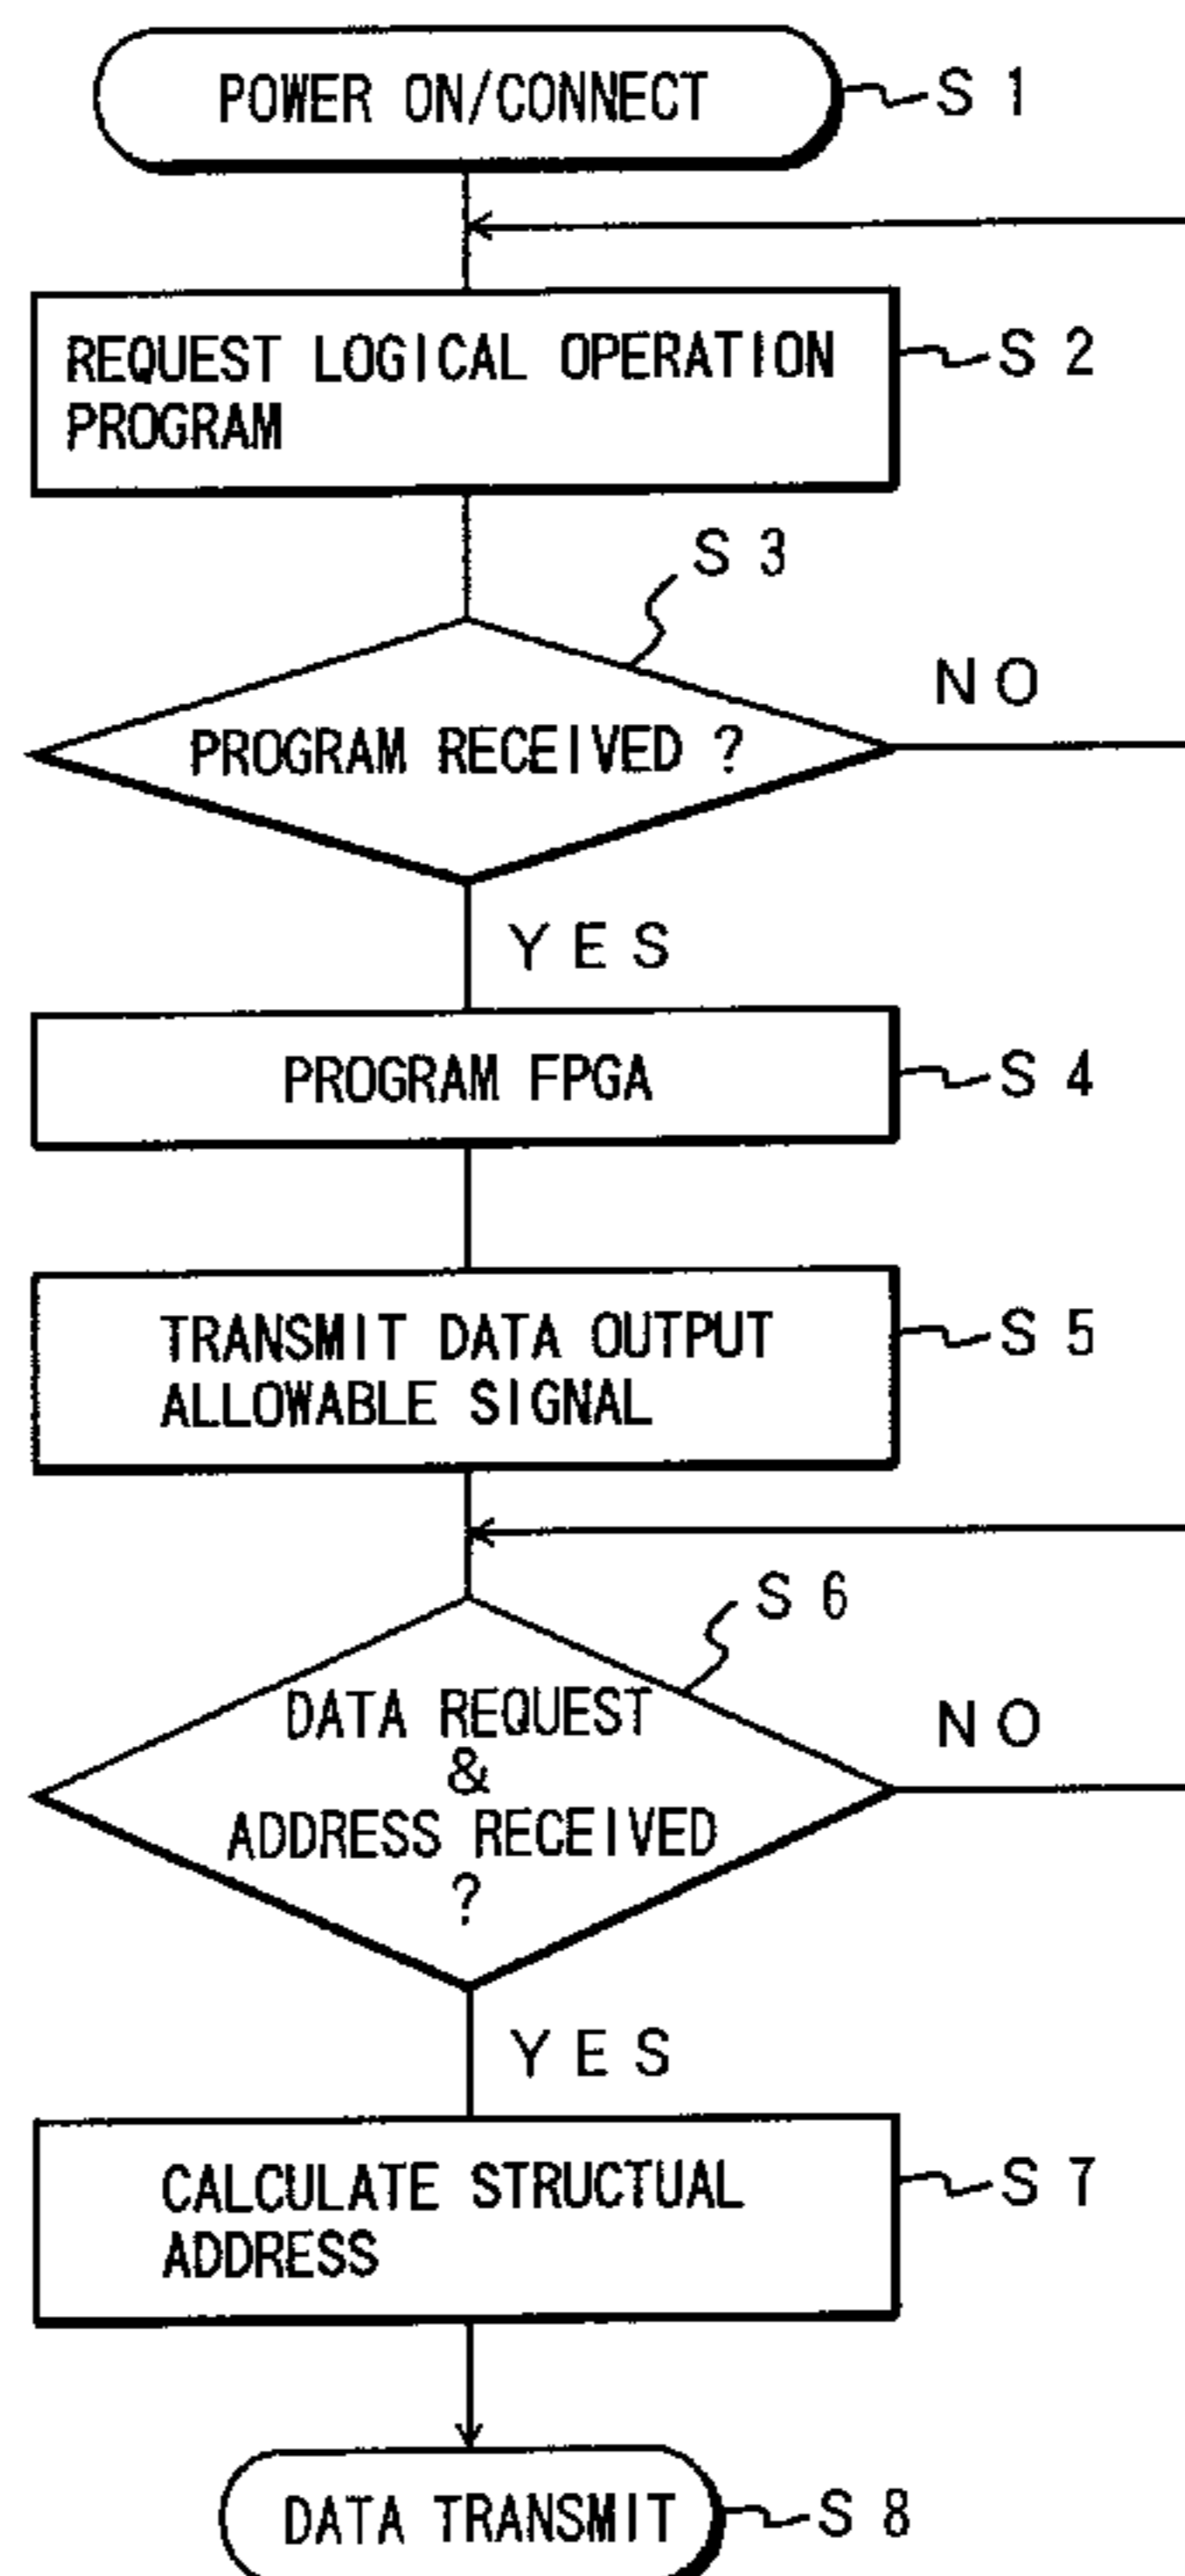 POWER ON/CONNECT
S 1
REQUEST LOGICAL OPERATION
PROGRAM
S 2
S 3
PROGRAM RECEIVED ?
NO
YES
PROGRAM FPGA
S 4
TRANSMIT DATA OUTPUT
ALLOWABLE SIGNAL
S 5
S 6
DATA REQUEST
&
ADDRESS RECEIVED
?
NO
YES
CALCULATE STRUCTUAL
ADDRESS
S 7
DATA TRANSMIT
S 8